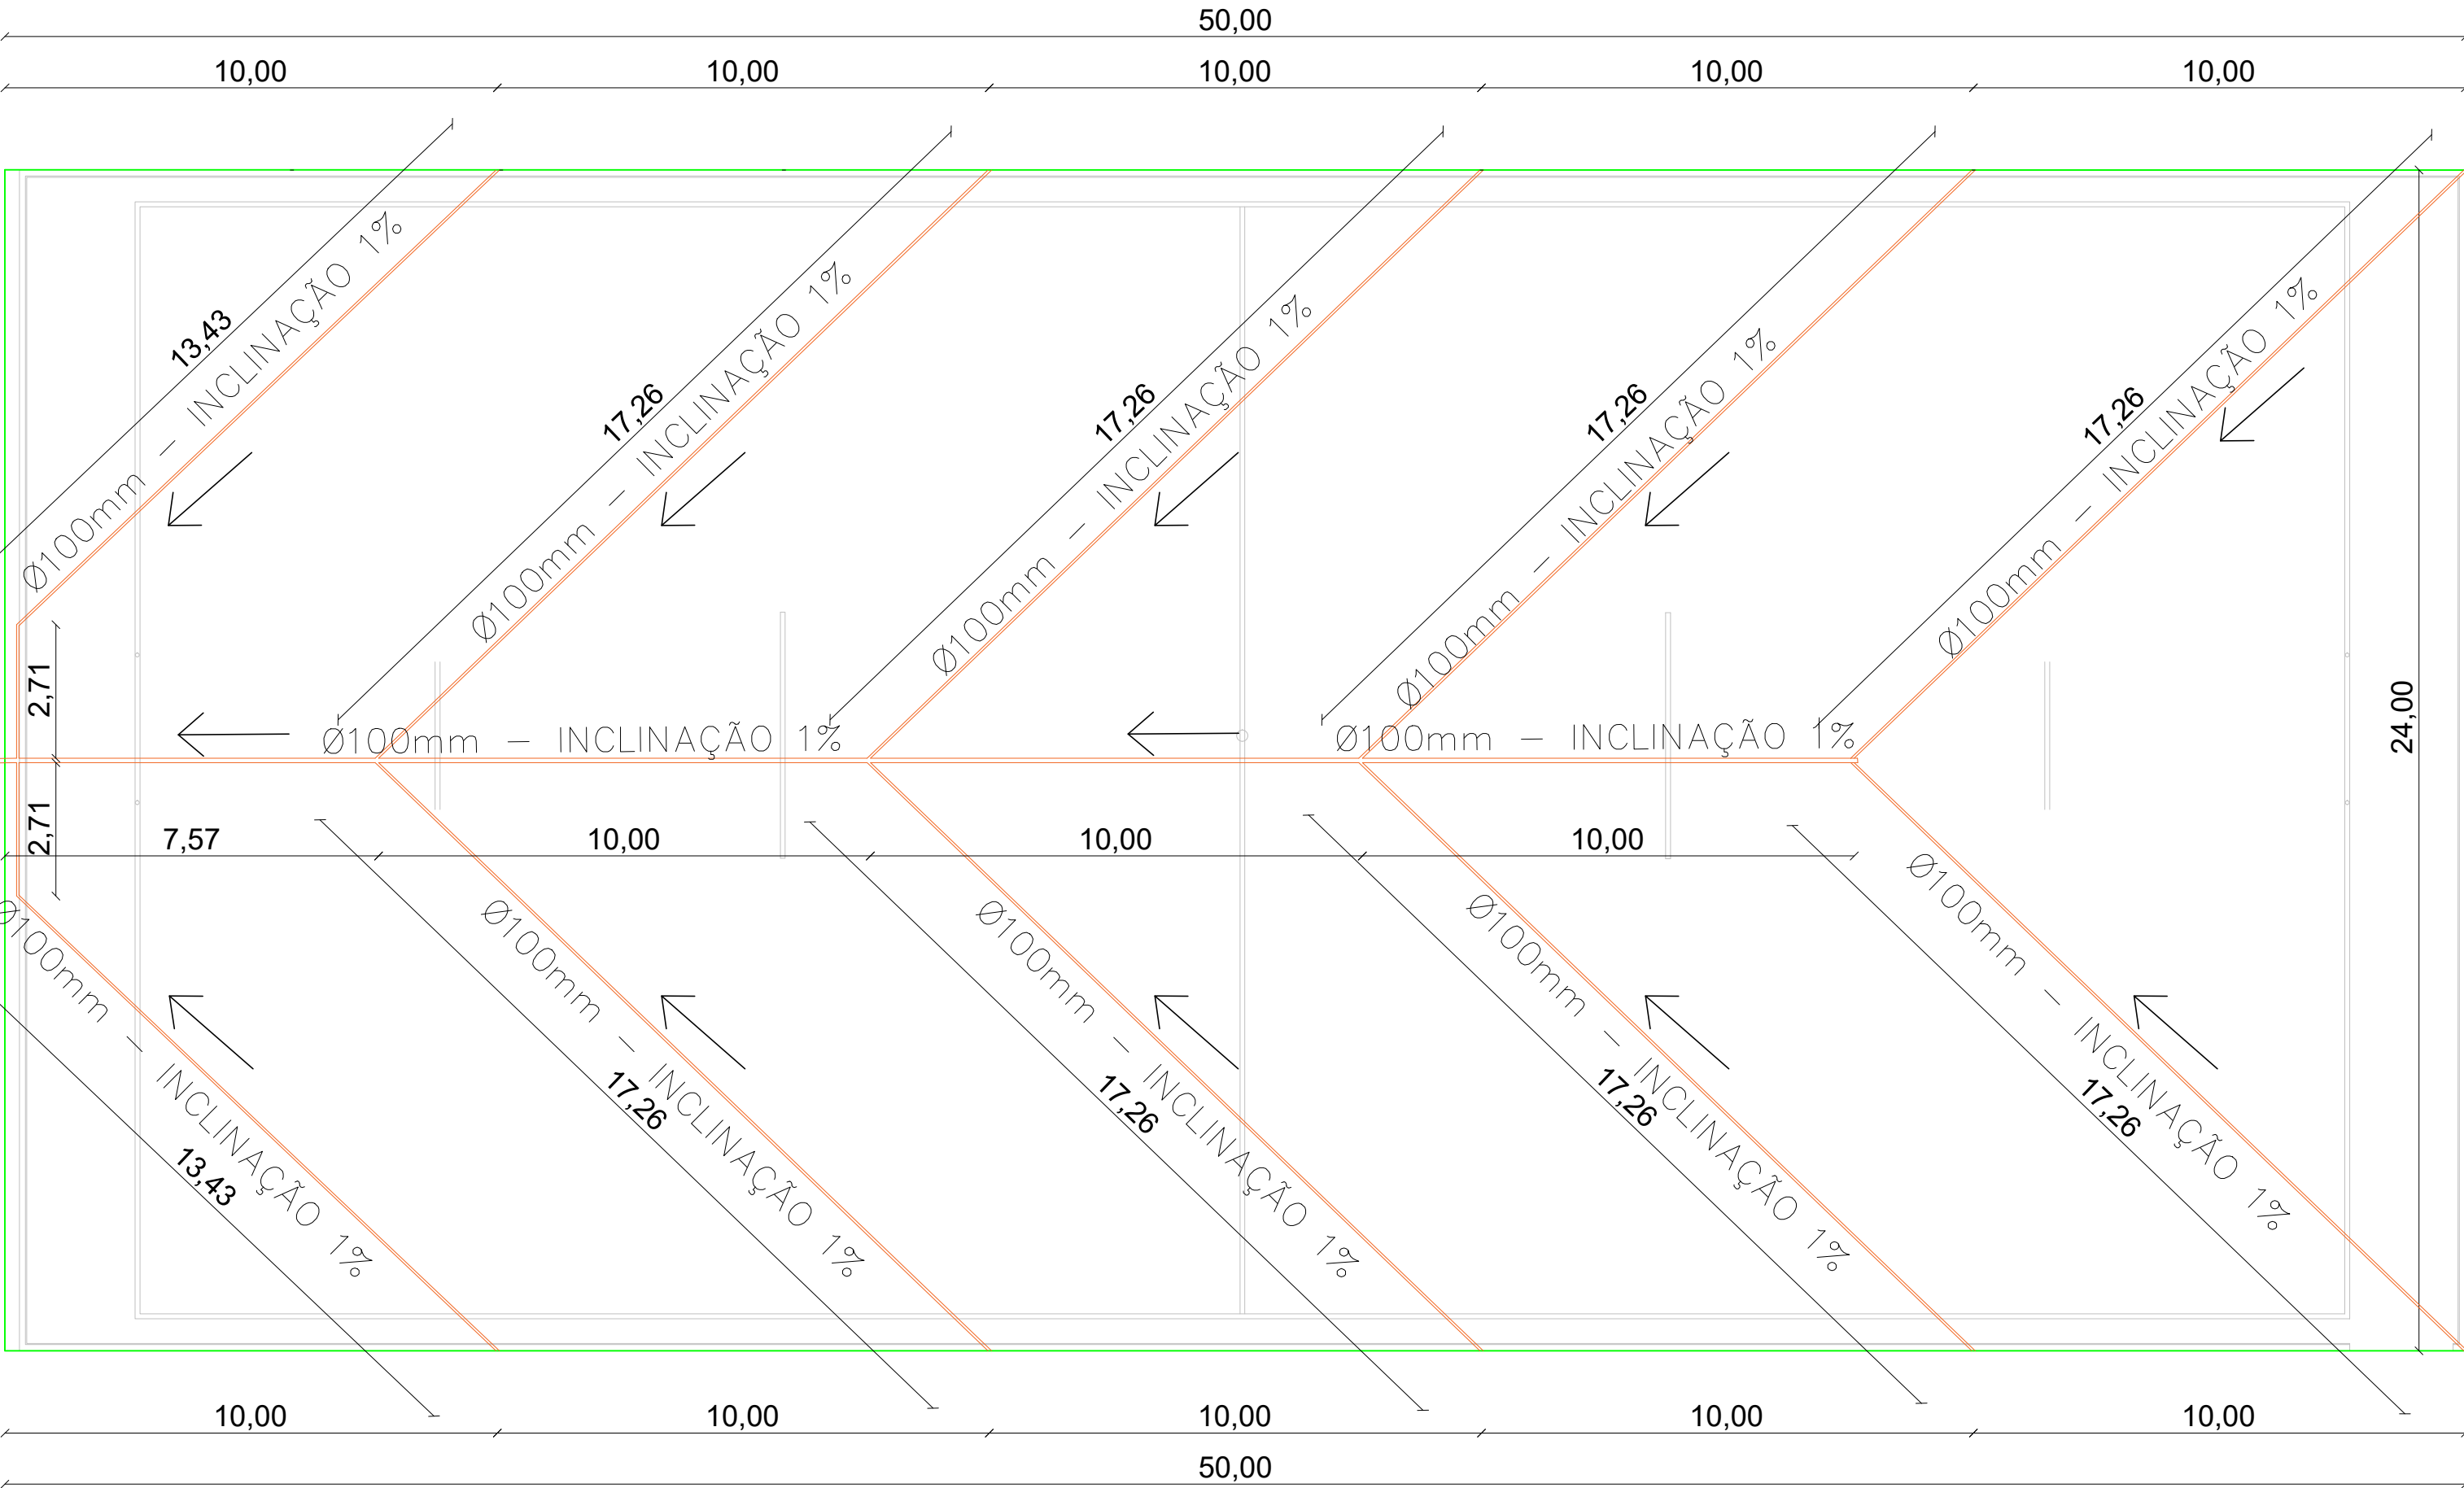 50,00
10,00 10,00 10,00 10,00 10,00
13,43
Ø100mm - INCLINAÇÃO 1%
17,26
Ø100mm - INCLINAÇÃO 1%
17,26
Ø100mm - INCLINAÇÃO 1%
17,26
Ø100mm - INCLINAÇÃO 1%
17,26
Ø100mm - INCLINAÇÃO 1%
24,00
2,71
Ø100mm - INCLINAÇÃO 1%
Ø100mm - INCLINAÇÃO 1%
2,71
7,57 10,00 10,00 10,00
Ø100mm - INCLINAÇÃO 1%
13,43
Ø100mm - INCLINAÇÃO 1%
17,26
Ø100mm - INCLINAÇÃO 1%
17,26
Ø100mm - INCLINAÇÃO 1%
17,26
Ø100mm - INCLINAÇÃO 1%
17,26
10,00 10,00 10,00 10,00 10,00
50,00